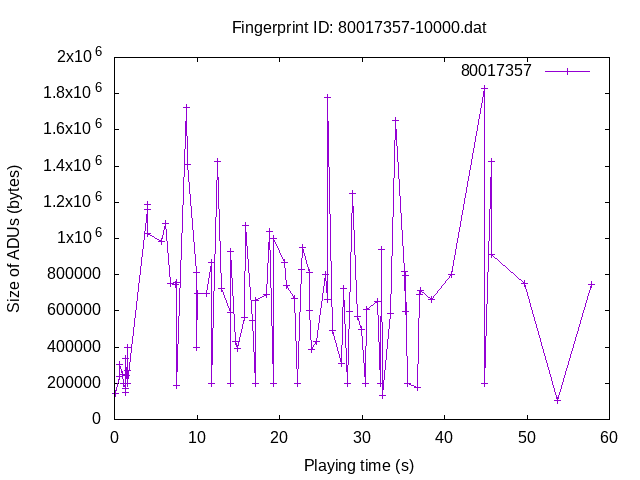 Fingerprint ID: 80017357-10000.dat
80017357
2x10^6
1.8x10^6
1.6x10^6
1.4x10^6
1.2x10^6
1x10^6
800000
600000
400000
200000
0
Size of ADUs (bytes)
0 10 20 30 40 50 60
Playing time (s)